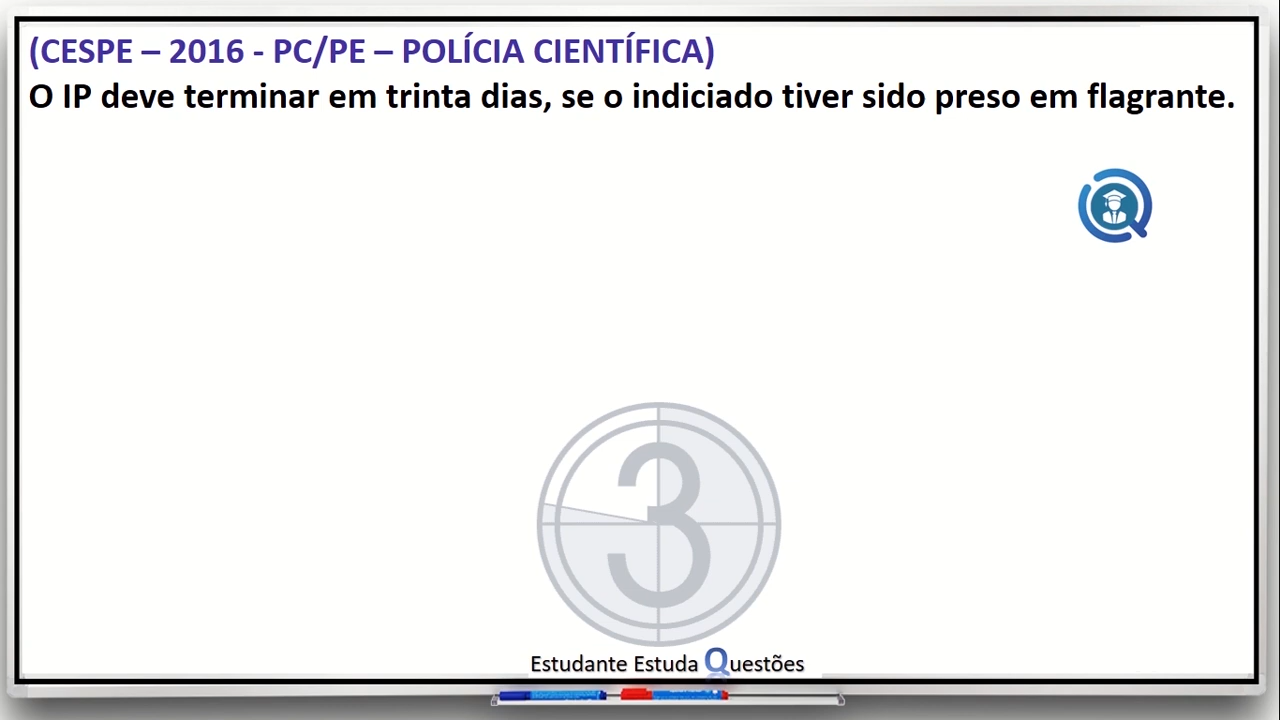 (CESPE – 2016 - PC/PE – POLÍCIA CIENTÍFICA)
O IP deve terminar em trinta dias, se o indiciado tiver sido preso em flagrante.
3
Estudante Estuda Questões